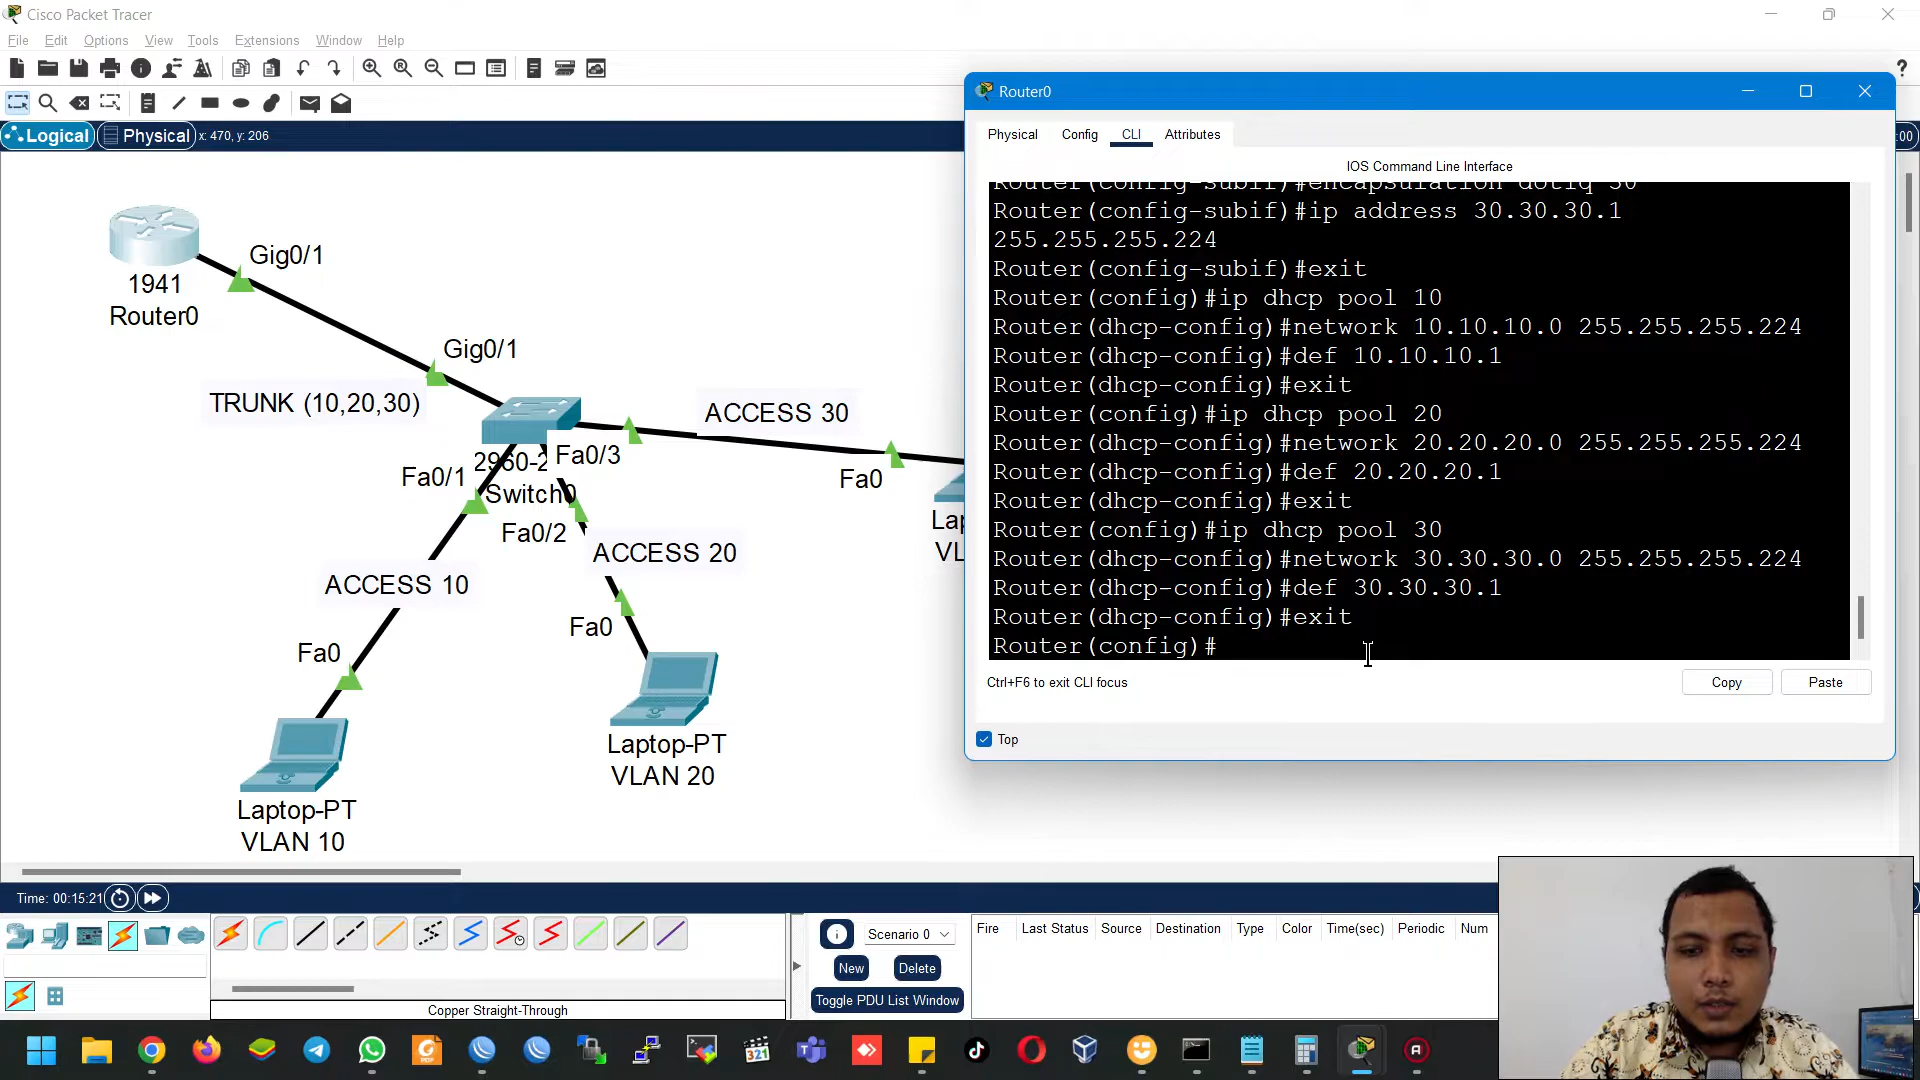 Cisco Packet Tracer
File Edit Options View Tools Extensions Window Help
Logical Physical x: 470, y: 206
Gig0/1
1941
Router0
Gig0/1
TRUNK (10,20,30)
ACCESS 30
Fa0/3
Fa0/1
Switch0
Fa0/2
Fa0
ACCESS 20
ACCESS 10
Fa0
Fa0
Laptop-PT
VLAN 20
Laptop-PT
VLAN 10
Router0
Physical Config CLI Attributes
IOS Command Line Interface
Router(config-subif)#encapsulation dot1q 30
Router(config-subif)#ip address 30.30.30.1
255.255.255.224
Router(config-subif)#exit
Router(config)#ip dhcp pool 10
Router(dhcp-config)#network 10.10.10.0 255.255.255.224
Router(dhcp-config)#def 10.10.10.1
Router(dhcp-config)#exit
Router(config)#ip dhcp pool 20
Router(dhcp-config)#network 20.20.20.0 255.255.255.224
Router(dhcp-config)#def 20.20.20.1
Router(dhcp-config)#exit
Router(config)#ip dhcp pool 30
Router(dhcp-config)#network 30.30.30.0 255.255.255.224
Router(dhcp-config)#def 30.30.30.1
Router(dhcp-config)#exit
Router(config)#
Ctrl+F6 to exit CLI focus
Copy Paste
Top
Time: 00:15:21
Scenario 0
New Delete
Toggle PDU List Window
Fire Last Status Source Destination Type Color Time(sec) Periodic Num
Copper Straight-Through